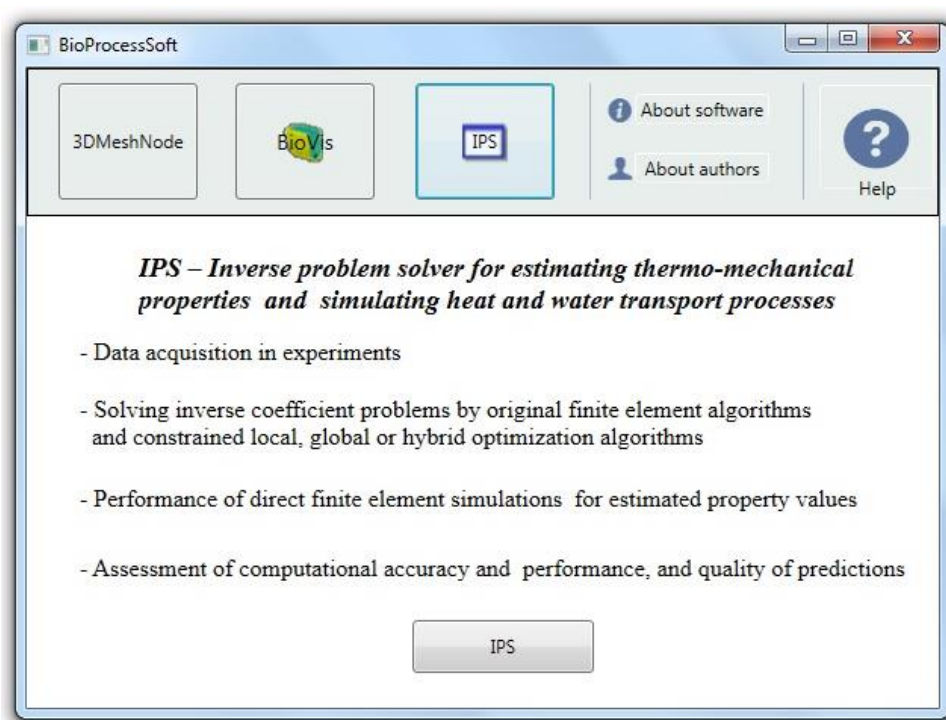 BioProcessSoft
3DMeshNode
BioVis
IPS
About software
About authors
Help
IPS – Inverse problem solver for estimating thermo-mechanical
properties and simulating heat and water transport processes
- Data acquisition in experiments
- Solving inverse coefficient problems by original finite element algorithms
and constrained local, global or hybrid optimization algorithms
- Performance of direct finite element simulations for estimated property values
- Assessment of computational accuracy and performance, and quality of predictions
IPS